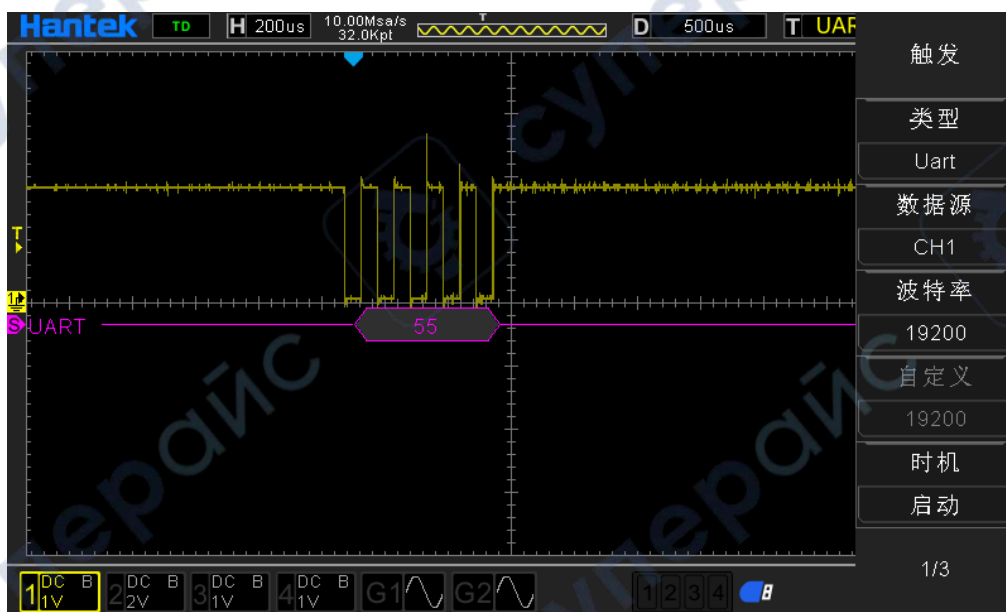 Hantek TD H 200us 10.00Msa/s 32.0Kpt T D 500us T UAR
触发
类型
Uart
数据源
CH1
波特率
19200
自定义
19200
时机
启动
1/3
T
1
S UART 55
1 DC B 1V 2 DC B 2V 3 DC B 1V 4 DC B 1V G1 G2 1 2 3 4
суперайс